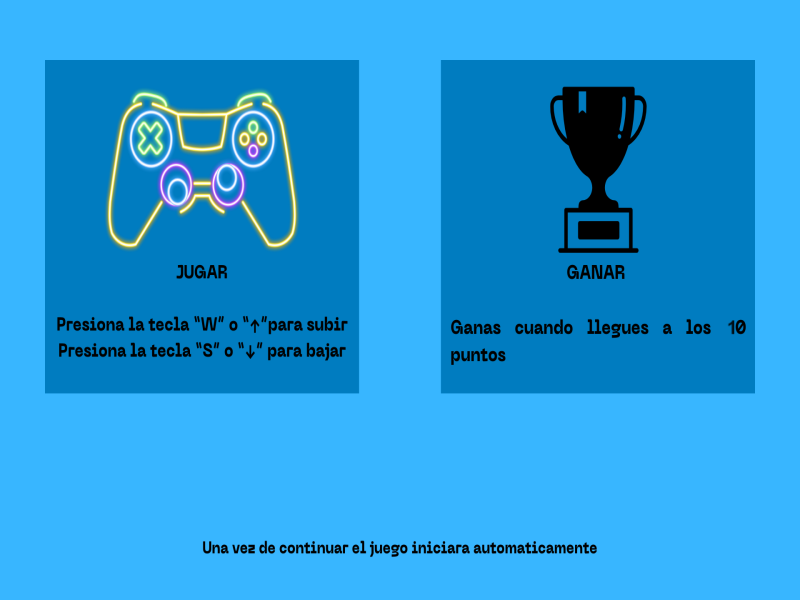 JUGAR
Presiona la tecla “W” o “↑”para subir
Presiona la tecla “S” o “↓” para bajar
GANAR
Ganas cuando llegues a los 10
puntos
Una vez de continuar el juego iniciara automaticamente